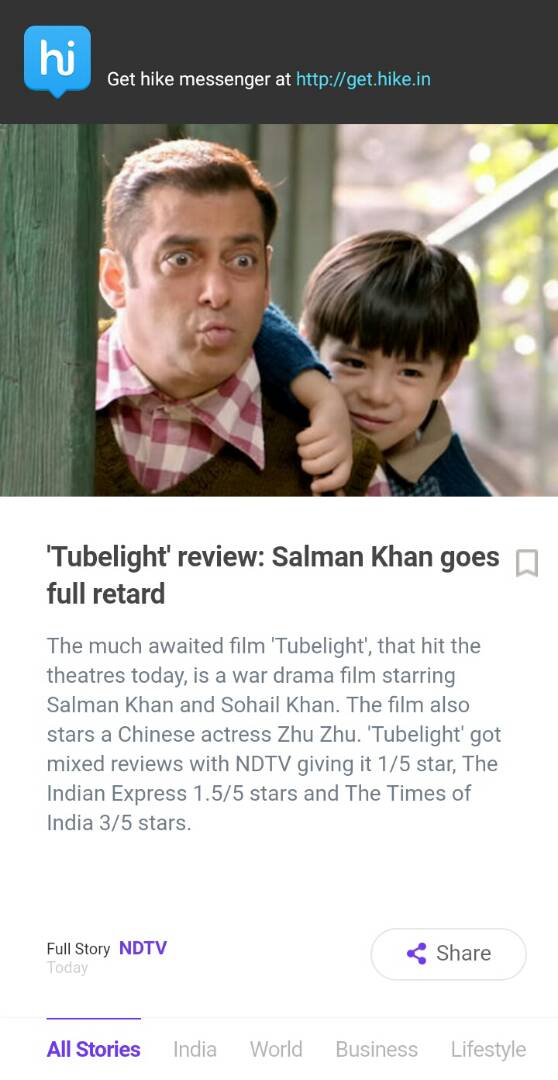 hi
Get hike messenger at http://get.hike.in
'Tubelight' review: Salman Khan goes
full retard
The much awaited film 'Tubelight', that hit the
theatres today, is a war drama film starring
Salman Khan and Sohail Khan. The film also
stars a Chinese actress Zhu Zhu. 'Tubelight' got
mixed reviews with NDTV giving it 1/5 star, The
Indian Express 1.5/5 stars and The Times of
India 3/5 stars.
Full Story NDTV
Today
Share
All Stories India World Business Lifestyle